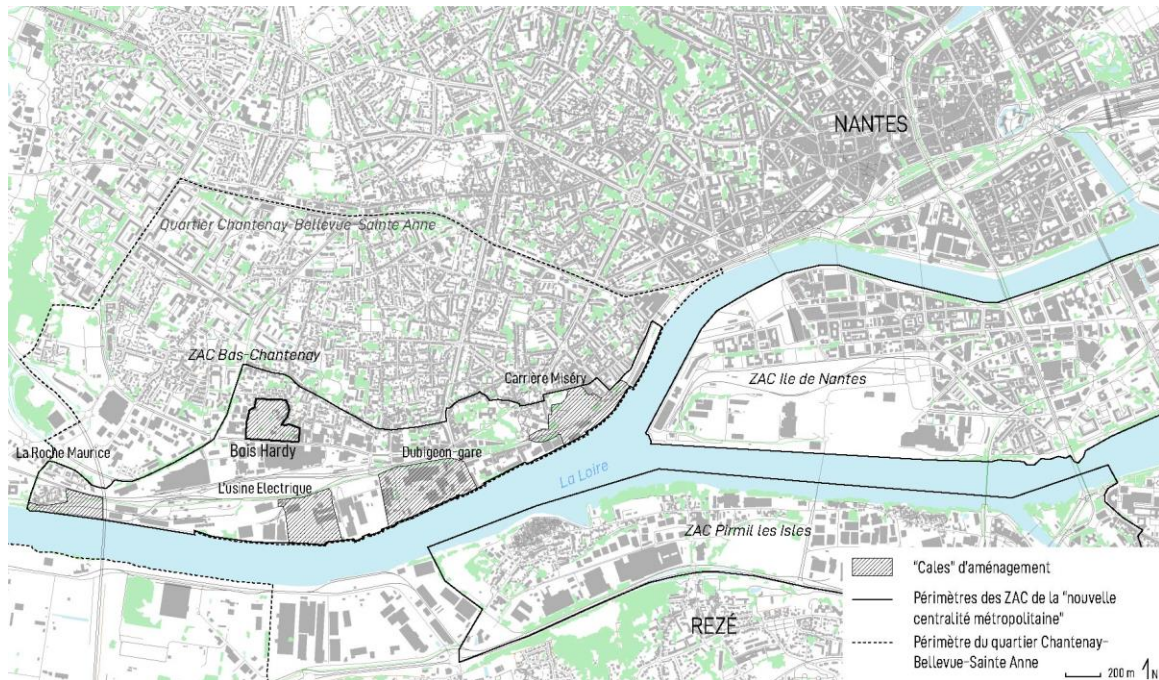 NANTES
Quartier Chantenay-Bellevue-Sainte Anne
ZAC Bas-Chantenay
Carrière Miséry
ZAC Ile de Nantes
La Roche Maurice
Bois Hardy
Dubigeon-gare
L'usine Electrique
La Loire
ZAC Pirmil les Isles
REZÉ
"Cales" d'aménagement
Périmètres des ZAC de la "nouvelle
centralité métropolitaine"
Périmètre du quartier Chantenay-
Bellevue-Sainte Anne
200 m
N